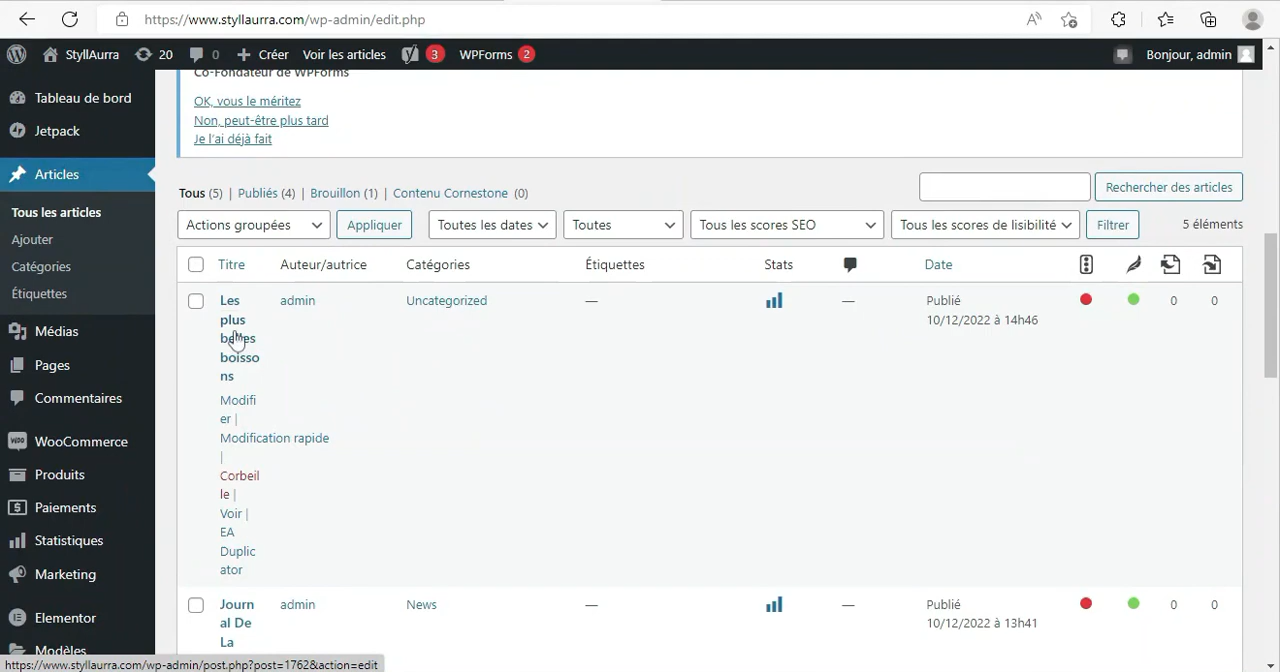 https://www.styllaurra.com/wp-admin/edit.php
StyllAurra 20 0 Créer Voir les articles 3 WPForms 2 Bonjour, admin
Tableau de bord
Jetpack
Articles
Tous les articles
Ajouter
Catégories
Étiquettes
Médias
Pages
Commentaires
WooCommerce
Produits
Paiements
Statistiques
Marketing
Elementor
Modèles
Co-Fondateur de WPForms
OK, vous le méritez
Non, peut-être plus tard
Je l'ai déjà fait
Tous (5) | Publiés (4) | Brouillon (1) | Contenu Cornestone (0)
Rechercher des articles
Actions groupées Appliquer Toutes les dates Toutes Tous les scores SEO Tous les scores de lisibilité Filtrer 5 éléments
Titre Auteur/autrice Catégories Étiquettes Stats Date
Les
plus
belles
boisso
ns
admin Uncategorized — — Publié 0 0
10/12/2022 à 14h46
Modifi
er |
Modification rapide
|
Corbei
lle |
Voir |
EA
Duplic
ator
Journ
al De
La
admin News — — Publié 0 0
10/12/2022 à 13h41
https://www.styllaurra.com/wp-admin/post.php?post=1762&action=edit